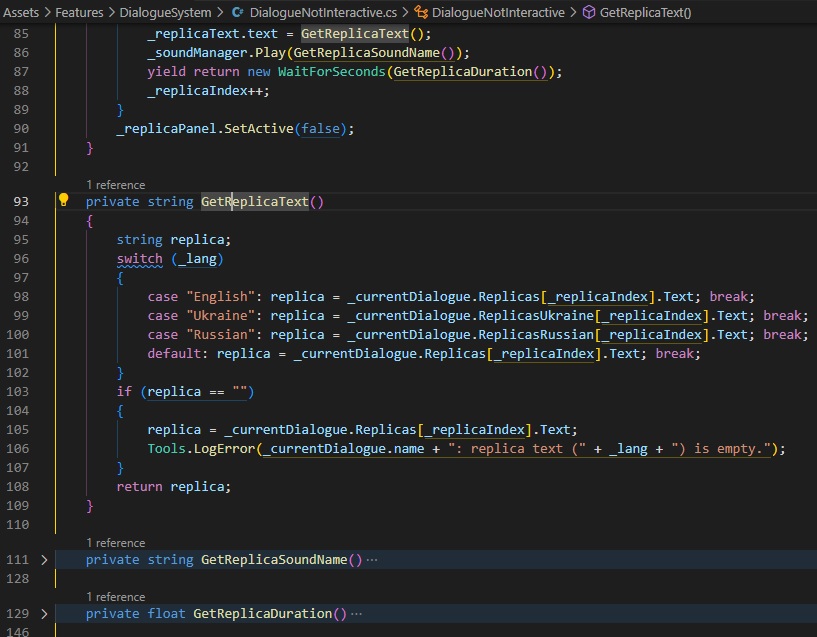 Assets > Features > DialogueSystem > DialogueNotInteractive.cs > DialogueNotInteractive > GetReplicaText()
85 _replicaText.text = GetReplicaText();
86 _soundManager.Play(GetReplicaSoundName());
87 yield return new WaitForSeconds(GetReplicaDuration());
88 _replicaIndex++;
89 }
90 _replicaPanel.SetActive(false);
91 }
92
1 reference
93 private string GetReplicaText()
94 {
95 string replica;
96 switch (_lang)
97 {
98 case "English": replica = _currentDialogue.Replicas[_replicaIndex].Text; break;
99 case "Ukraine": replica = _currentDialogue.ReplicasUkraine[_replicaIndex].Text; break;
100 case "Russian": replica = _currentDialogue.ReplicasRussian[_replicaIndex].Text; break;
101 default: replica = _currentDialogue.Replicas[_replicaIndex].Text; break;
102 }
103 if (replica == "")
104 {
105 replica = _currentDialogue.Replicas[_replicaIndex].Text;
106 Tools.LogError(_currentDialogue.name + ": replica text (" + _lang + ") is empty.");
107 }
108 return replica;
109 }
110
1 reference
111 > private string GetReplicaSoundName() ···
128
1 reference
129 > private float GetReplicaDuration() ···
146